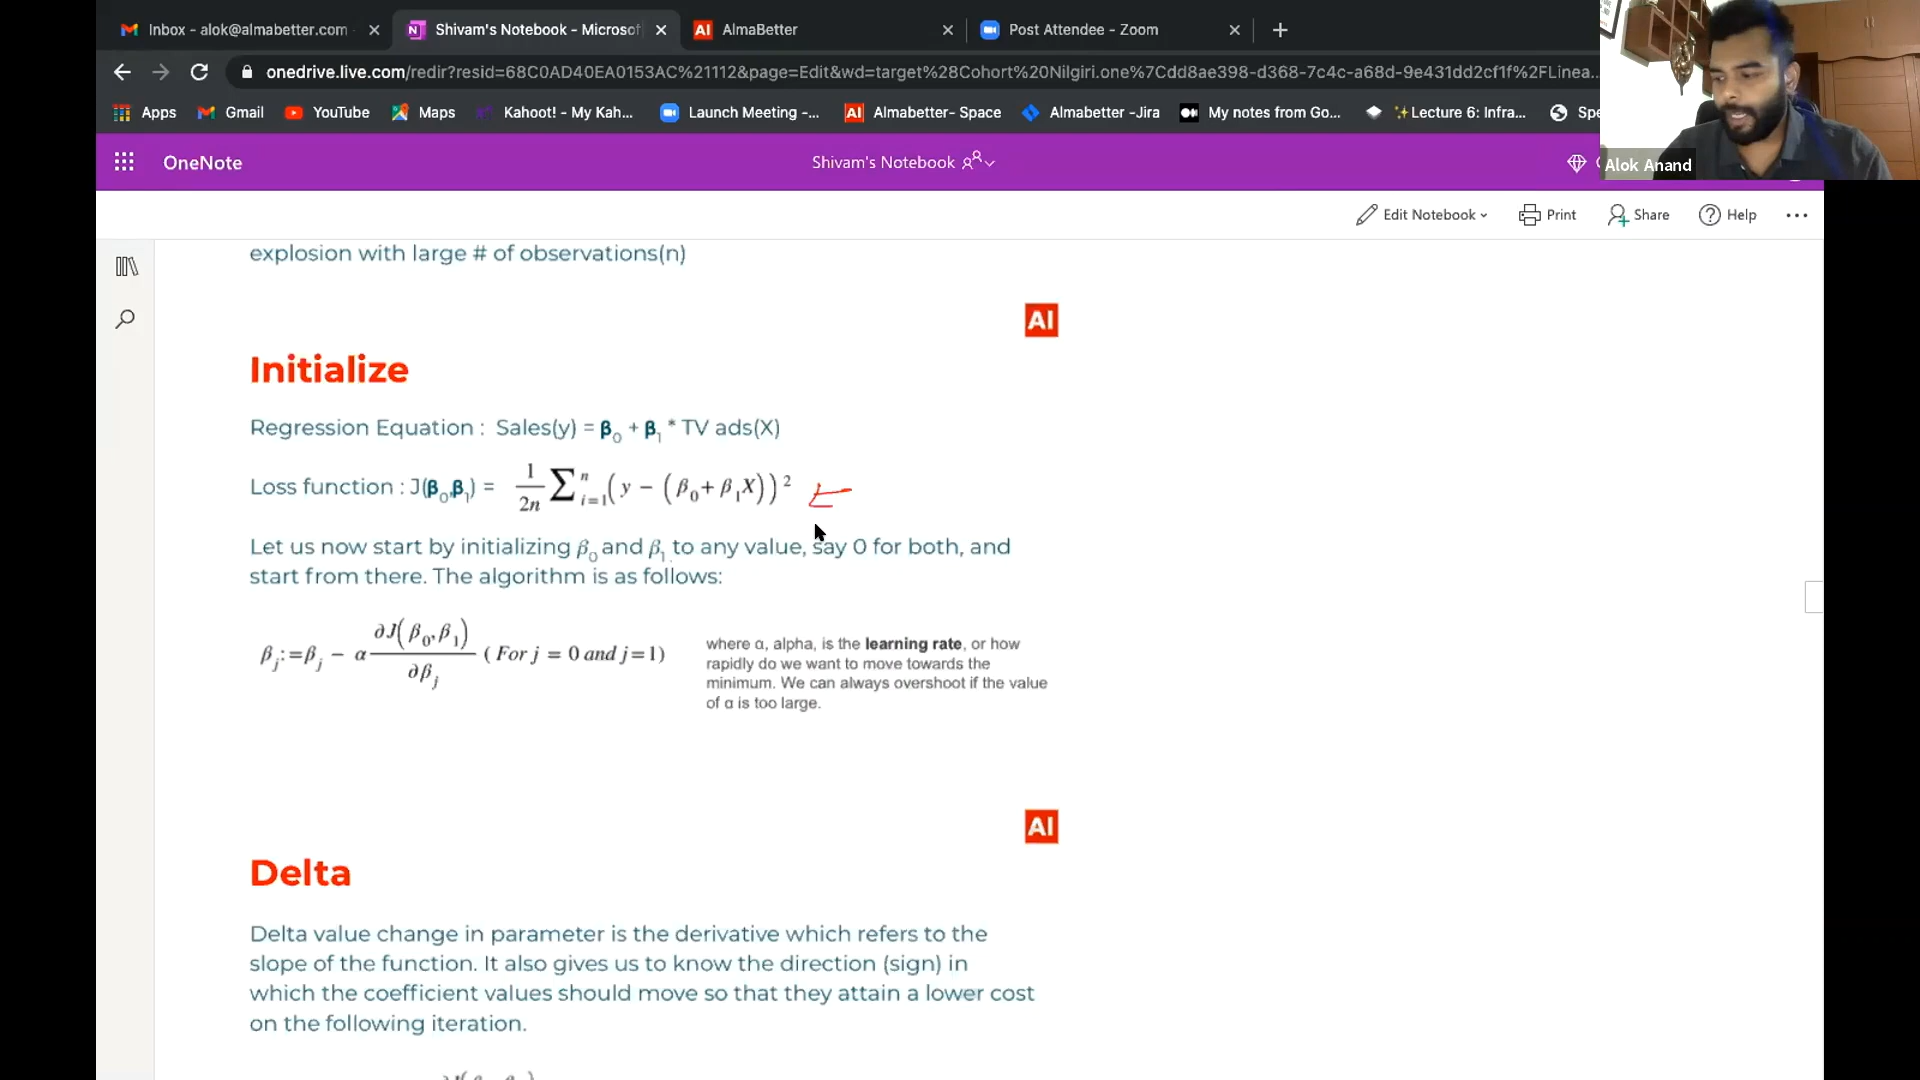 Inbox - alok@almabetter.com
Shivam's Notebook - Microsof
AI AlmaBetter
Post Attendee - Zoom
onedrive.live.com/redir?resid=68C0AD40EA0153AC%21112&page=Edit&wd=target%28Cohort%20Nilgiri.one%7Cdd8ae398-d368-7c4c-a68d-9e431dd2cf1f%2FLinea...
Apps Gmail YouTube Maps Kahoot! - My Kah... Launch Meeting -... AI Almabetter- Space Almabetter -Jira My notes from Go... ✨Lecture 6: Infra... Spe
OneNote
Shivam's Notebook
Alok Anand
Edit Notebook Print Share Help ...
explosion with large # of observations(n)
AI
Initialize
Regression Equation : Sales(y) = β₀ + β₁ * TV ads(X)
Loss function : J(β₀,β₁) = 1/2n ∑ⁿᵢ₌₁(y − (β₀+ β₁X))²
Let us now start by initializing β₀ and β₁ to any value, say 0 for both, and
start from there. The algorithm is as follows:
βⱼ:=βⱼ − α ∂J(β₀,β₁)/∂βⱼ (For j = 0 and j=1)
where α, alpha, is the learning rate, or how
rapidly do we want to move towards the
minimum. We can always overshoot if the value
of α is too large.
AI
Delta
Delta value change in parameter is the derivative which refers to the
slope of the function. It also gives us to know the direction (sign) in
which the coefficient values should move so that they attain a lower cost
on the following iteration.